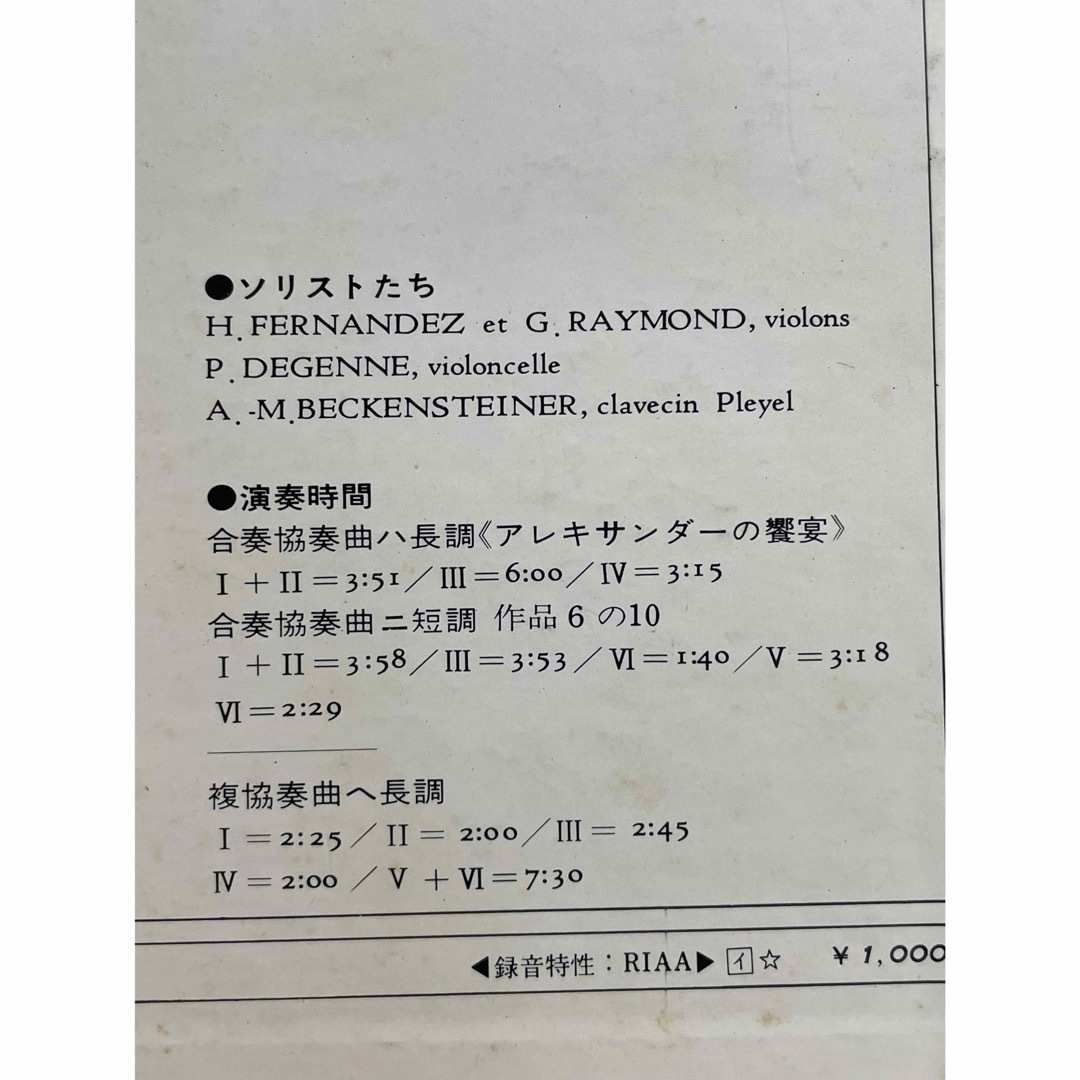 ●ソリストたち
H.FERNANDEZ et G.RAYMOND, violons
P.DEGENNE, violoncelle
A.-M.BECKENSTEINER, clavecin Pleyel
●演奏時間
合奏協奏曲ハ長調《アレキサンダーの饗宴》
I+II=3:51/III=6:00/IV=3:15
合奏協奏曲ニ短調 作品6の10
I+II=3:58/III=3:53/VI=1:40/V=3:18
VI=2:29
複協奏曲ヘ長調
I=2:25/II=2:00/III=2:45
IV=2:00/V+VI=7:30
◀録音特性:RIAA▶ イ☆ ¥1,000